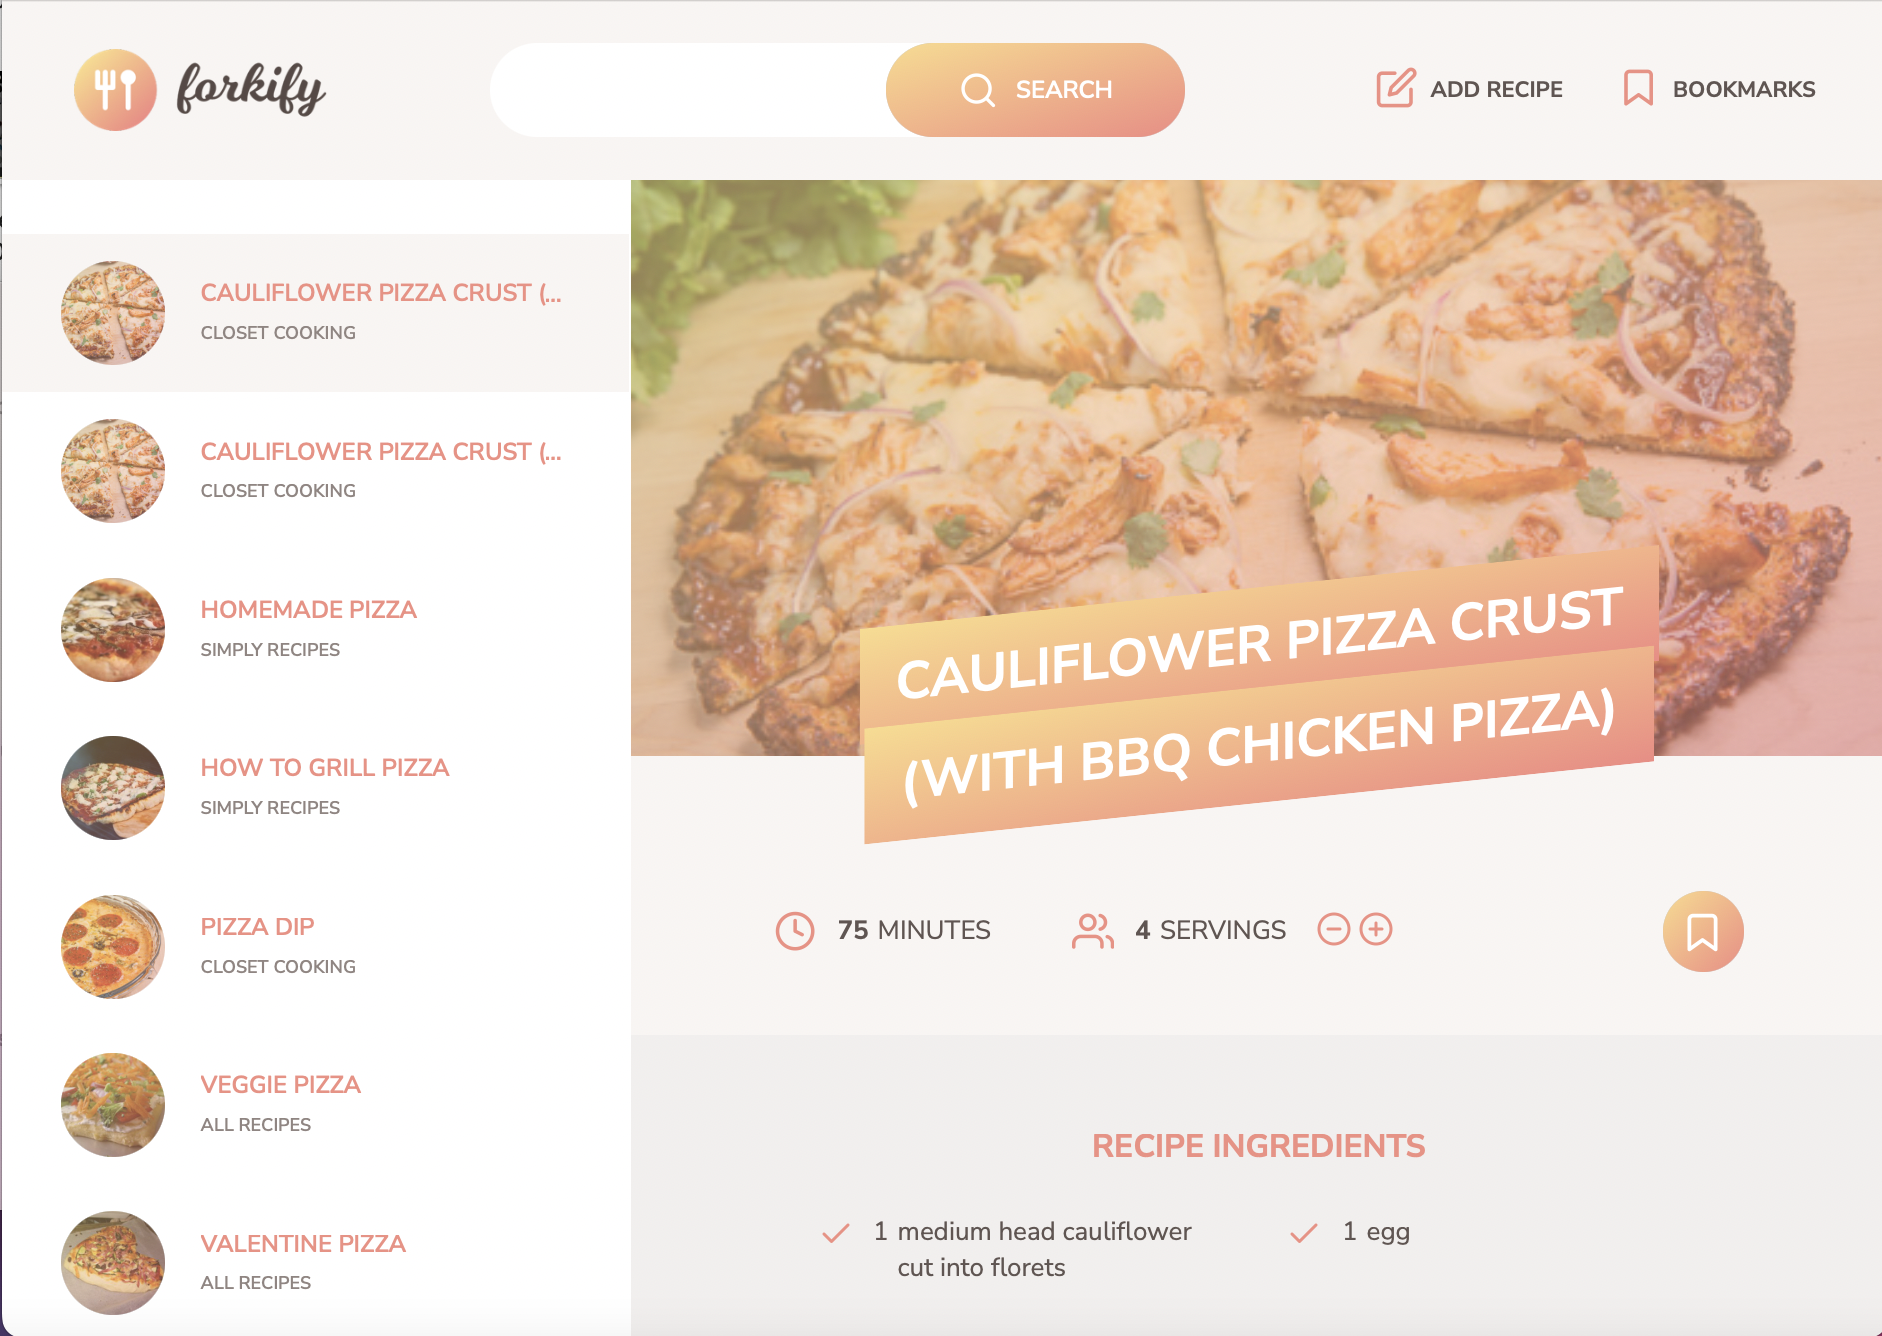 forkify
SEARCH
ADD RECIPE
BOOKMARKS
CAULIFLOWER PIZZA CRUST (...
CLOSET COOKING
CAULIFLOWER PIZZA CRUST (...
CLOSET COOKING
HOMEMADE PIZZA
SIMPLY RECIPES
HOW TO GRILL PIZZA
SIMPLY RECIPES
PIZZA DIP
CLOSET COOKING
VEGGIE PIZZA
ALL RECIPES
VALENTINE PIZZA
ALL RECIPES
CAULIFLOWER PIZZA CRUST
(WITH BBQ CHICKEN PIZZA)
75 MINUTES
4 SERVINGS
RECIPE INGREDIENTS
1 medium head cauliflower
cut into florets
1 egg